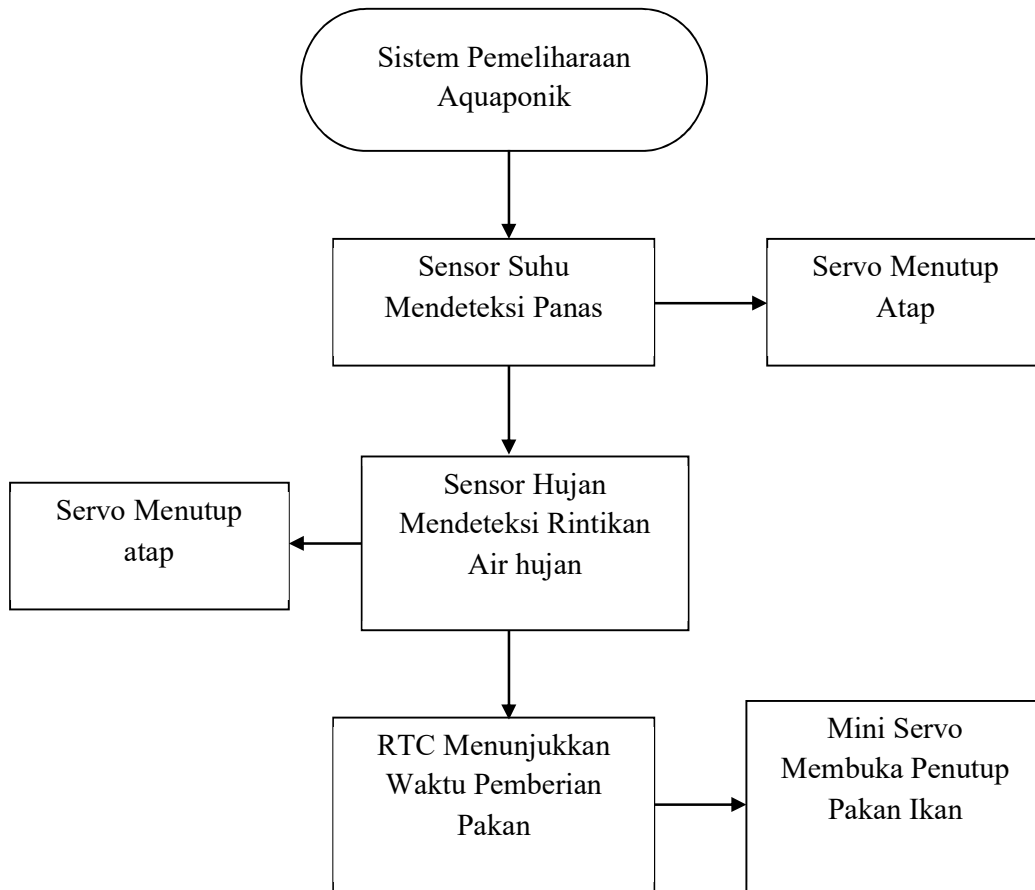 Sistem Pemeliharaan
Aquaponik
Sensor Suhu
Mendeteksi Panas
Servo Menutup
Atap
Sensor Hujan
Mendeteksi Rintikan
Air hujan
Servo Menutup
atap
RTC Menunjukkan
Waktu Pemberian
Pakan
Mini Servo
Membuka Penutup
Pakan Ikan